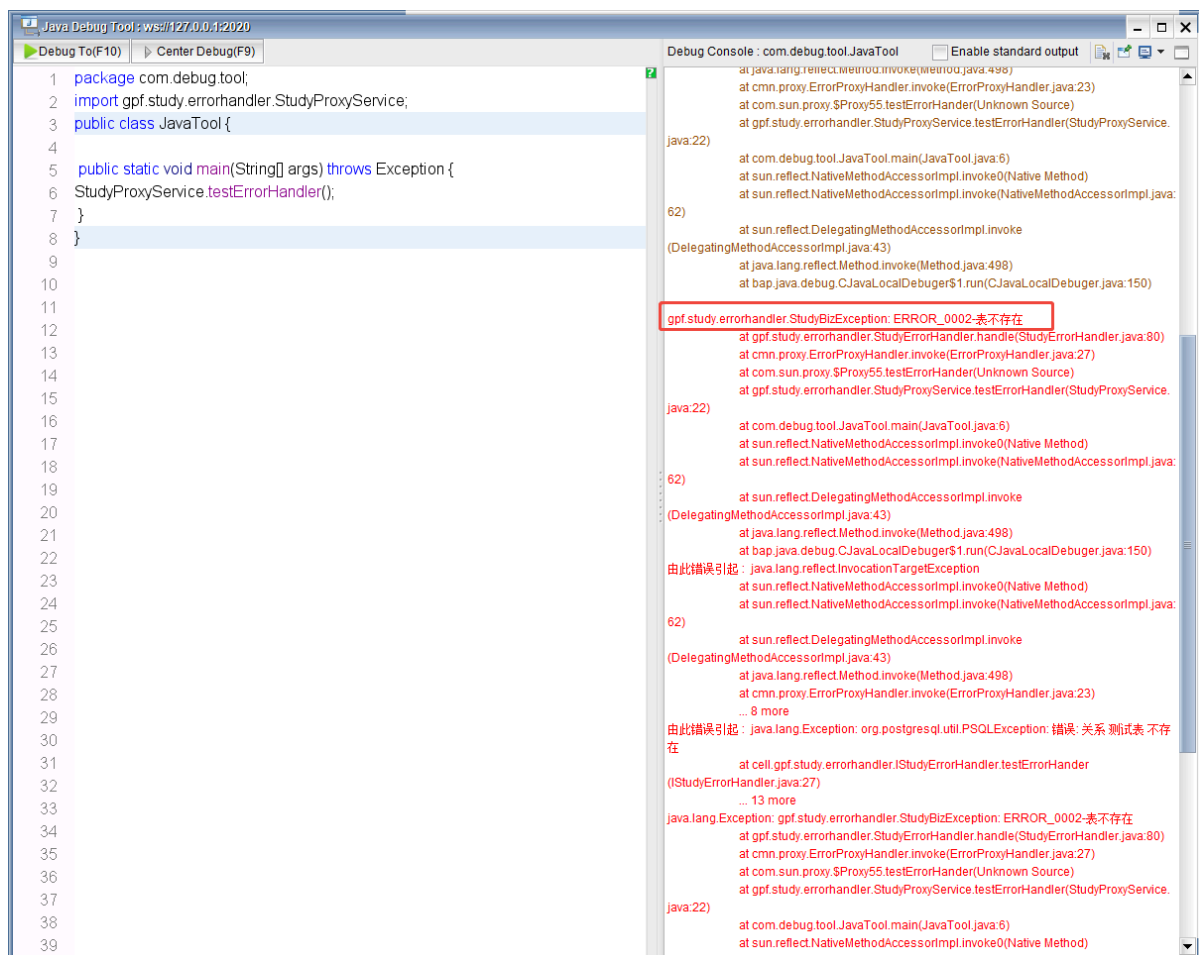 Java Debug Tool : ws://127.0.0.1:2020
Debug To(F10) Center Debug(F9)
Debug Console : com.debug.tool.JavaTool Enable standard output
1 package com.debug.tool;
2 import gpf.study.errorhandler.StudyProxyService;
3 public class JavaTool {
4
5 public static void main(String[] args) throws Exception {
6 StudyProxyService.testErrorHandler();
7 }
8 }
9
10
11
12
13
14
15
16
17
18
19
20
21
22
23
24
25
26
27
28
29
30
31
32
33
34
35
36
37
38
39
at java.lang.reflect.Method.invoke(Method.java:498)
at cmn.proxy.ErrorProxyHandler.invoke(ErrorProxyHandler.java:23)
at com.sun.proxy.$Proxy55.testErrorHander(Unknown Source)
at gpf.study.errorhandler.StudyProxyService.testErrorHandler(StudyProxyService.
java:22)
at com.debug.tool.JavaTool.main(JavaTool.java:6)
at sun.reflect.NativeMethodAccessorImpl.invoke0(Native Method)
at sun.reflect.NativeMethodAccessorImpl.invoke(NativeMethodAccessorImpl.java:
62)
at sun.reflect.DelegatingMethodAccessorImpl.invoke
(DelegatingMethodAccessorImpl.java:43)
at java.lang.reflect.Method.invoke(Method.java:498)
at bap.java.debug.CJavaLocalDebuger$1.run(CJavaLocalDebuger.java:150)
gpf.study.errorhandler.StudyBizException: ERROR_0002-表不存在
at gpf.study.errorhandler.StudyErrorHandler.handle(StudyErrorHandler.java:80)
at cmn.proxy.ErrorProxyHandler.invoke(ErrorProxyHandler.java:27)
at com.sun.proxy.$Proxy55.testErrorHander(Unknown Source)
at gpf.study.errorhandler.StudyProxyService.testErrorHandler(StudyProxyService.
java:22)
at com.debug.tool.JavaTool.main(JavaTool.java:6)
at sun.reflect.NativeMethodAccessorImpl.invoke0(Native Method)
at sun.reflect.NativeMethodAccessorImpl.invoke(NativeMethodAccessorImpl.java:
62)
at sun.reflect.DelegatingMethodAccessorImpl.invoke
(DelegatingMethodAccessorImpl.java:43)
at java.lang.reflect.Method.invoke(Method.java:498)
at bap.java.debug.CJavaLocalDebuger$1.run(CJavaLocalDebuger.java:150)
由此错误引起： java.lang.reflect.InvocationTargetException
at sun.reflect.NativeMethodAccessorImpl.invoke0(Native Method)
at sun.reflect.NativeMethodAccessorImpl.invoke(NativeMethodAccessorImpl.java:
62)
at sun.reflect.DelegatingMethodAccessorImpl.invoke
(DelegatingMethodAccessorImpl.java:43)
at java.lang.reflect.Method.invoke(Method.java:498)
at cmn.proxy.ErrorProxyHandler.invoke(ErrorProxyHandler.java:23)
... 8 more
由此错误引起： java.lang.Exception: org.postgresql.util.PSQLException: 错误: 关系 测试表 不存
在
at cell.gpf.study.errorhandler.IStudyErrorHandler.testErrorHander
(IStudyErrorHandler.java:27)
... 13 more
java.lang.Exception: gpf.study.errorhandler.StudyBizException: ERROR_0002-表不存在
at gpf.study.errorhandler.StudyErrorHandler.handle(StudyErrorHandler.java:80)
at cmn.proxy.ErrorProxyHandler.invoke(ErrorProxyHandler.java:27)
at com.sun.proxy.$Proxy55.testErrorHander(Unknown Source)
at gpf.study.errorhandler.StudyProxyService.testErrorHandler(StudyProxyService.
java:22)
at com.debug.tool.JavaTool.main(JavaTool.java:6)
at sun.reflect.NativeMethodAccessorImpl.invoke0(Native Method)